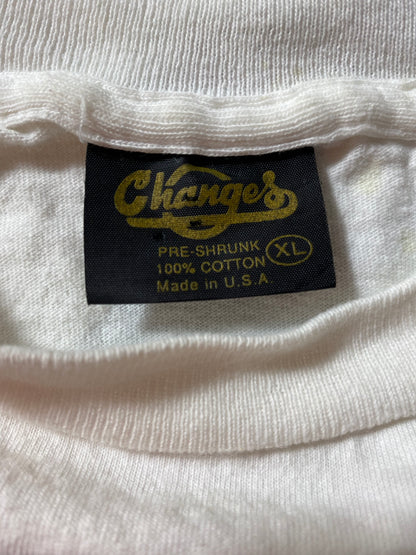 Changes
PRE-SHRUNK XL
100% COTTON
Made in U.S.A.